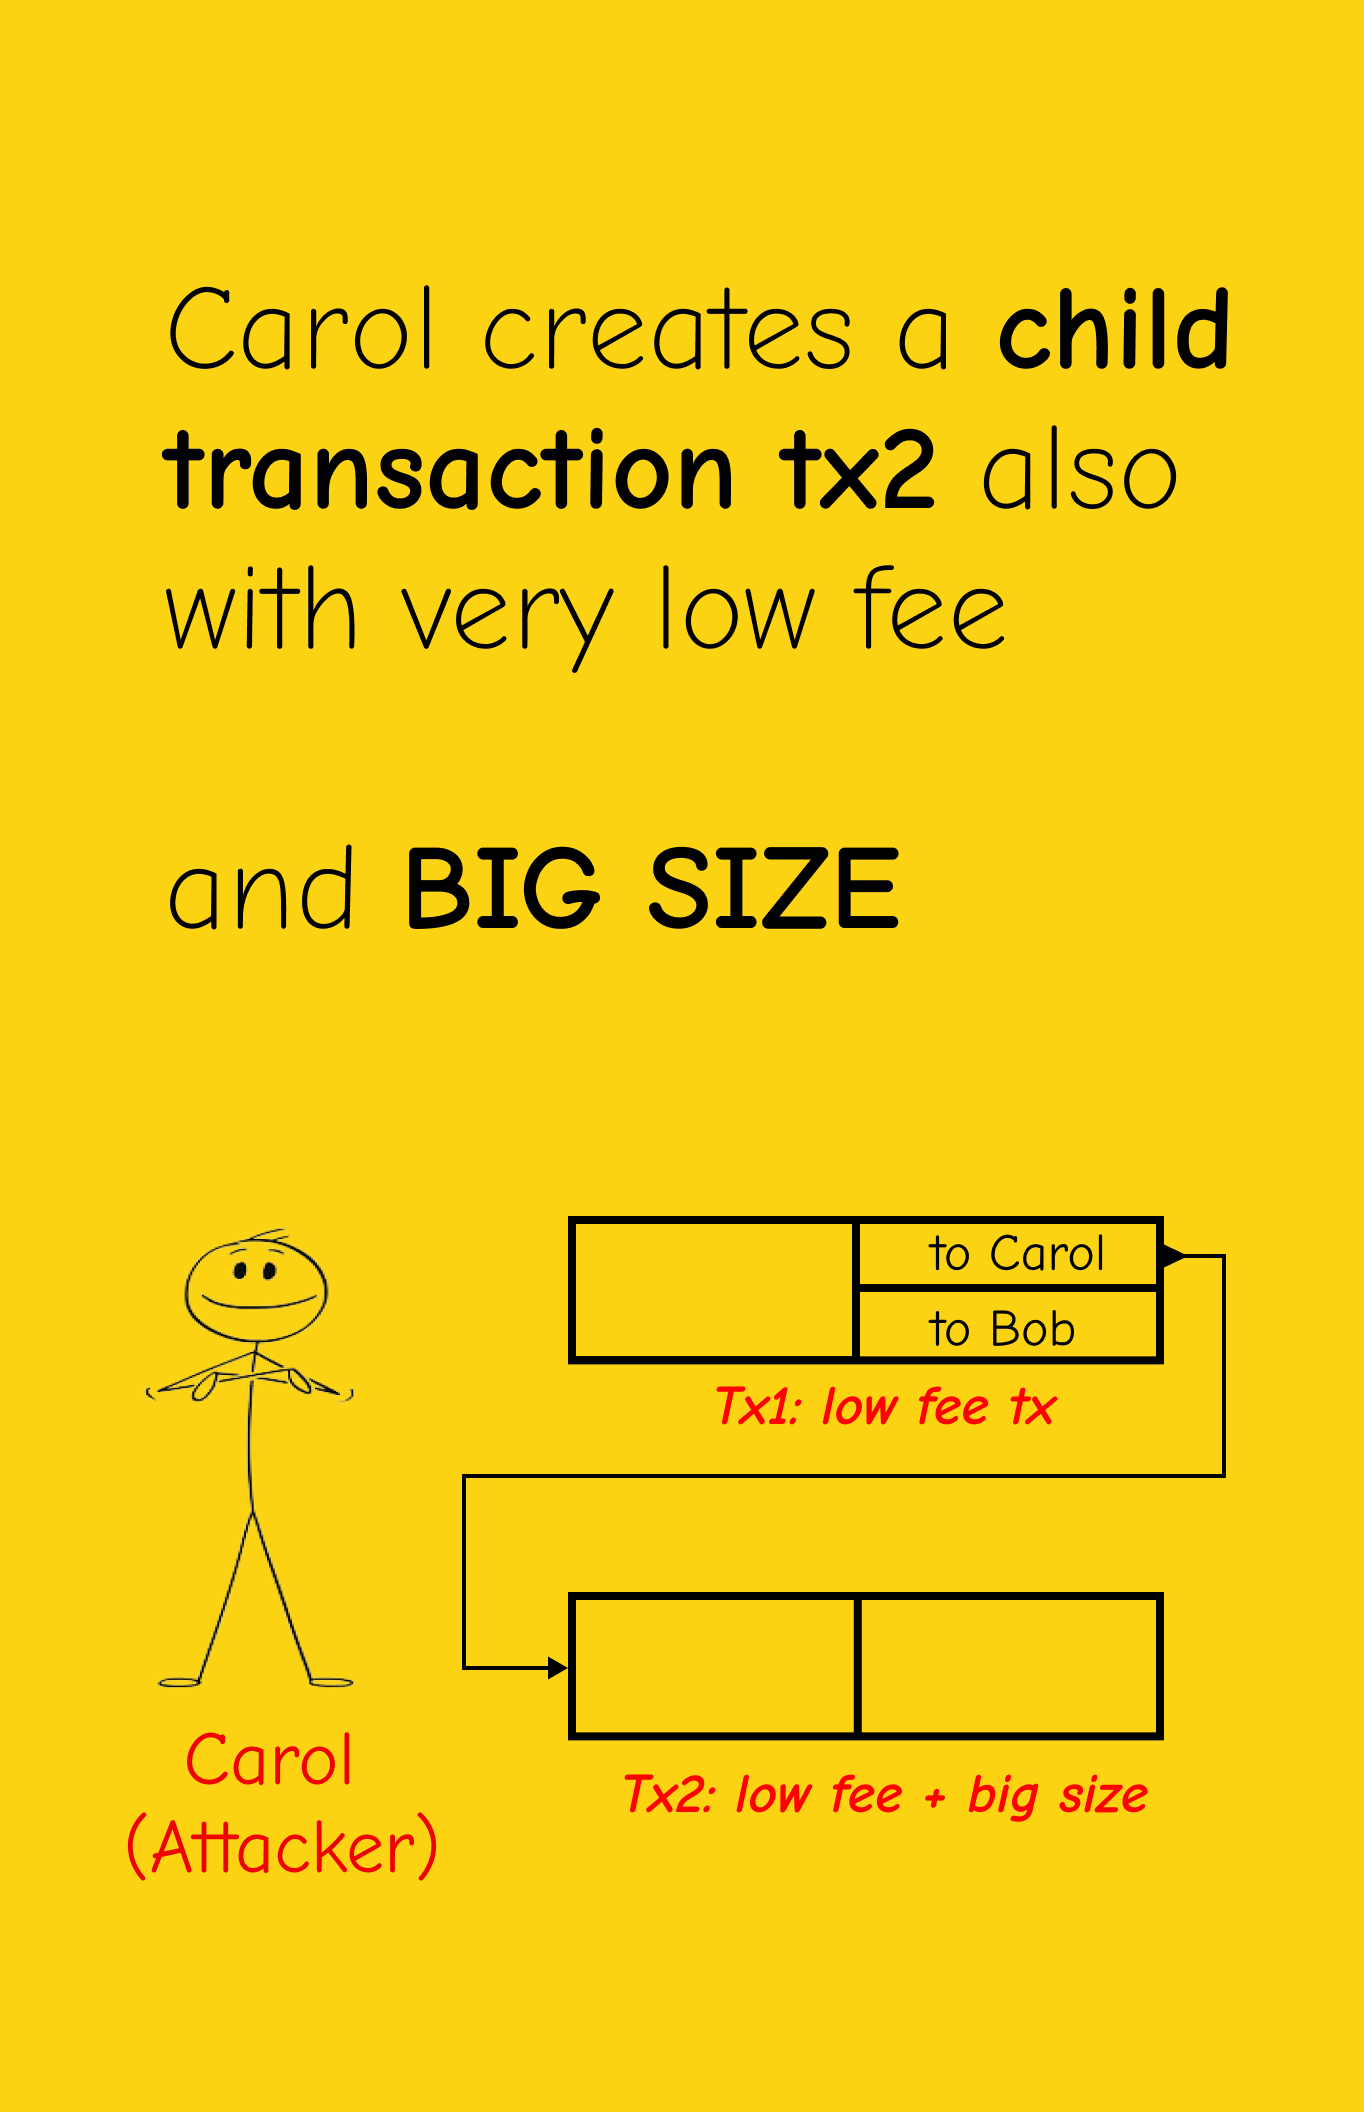 Carol creates a child
transaction tx2 also
with very low fee
and BIG SIZE
to Carol
to Bob
Tx1: low fee tx
Tx2: low fee + big size
Carol
(Attacker)